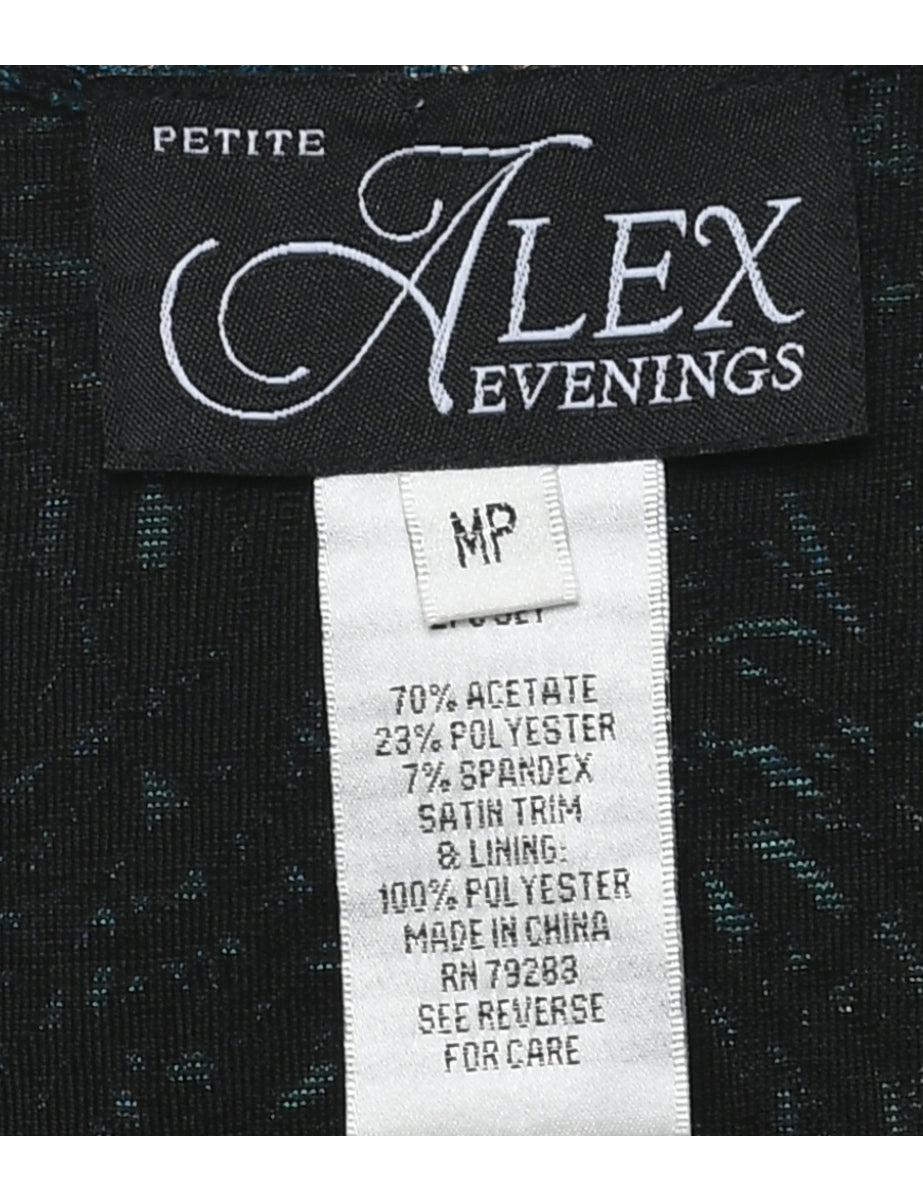 PETITE
ALEX
EVENINGS
MP
70% ACETATE
23% POLYESTER
7% SPANDEX
SATIN TRIM
& LINING:
100% POLYESTER
MADE IN CHINA
RN 79283
SEE REVERSE
FOR CARE